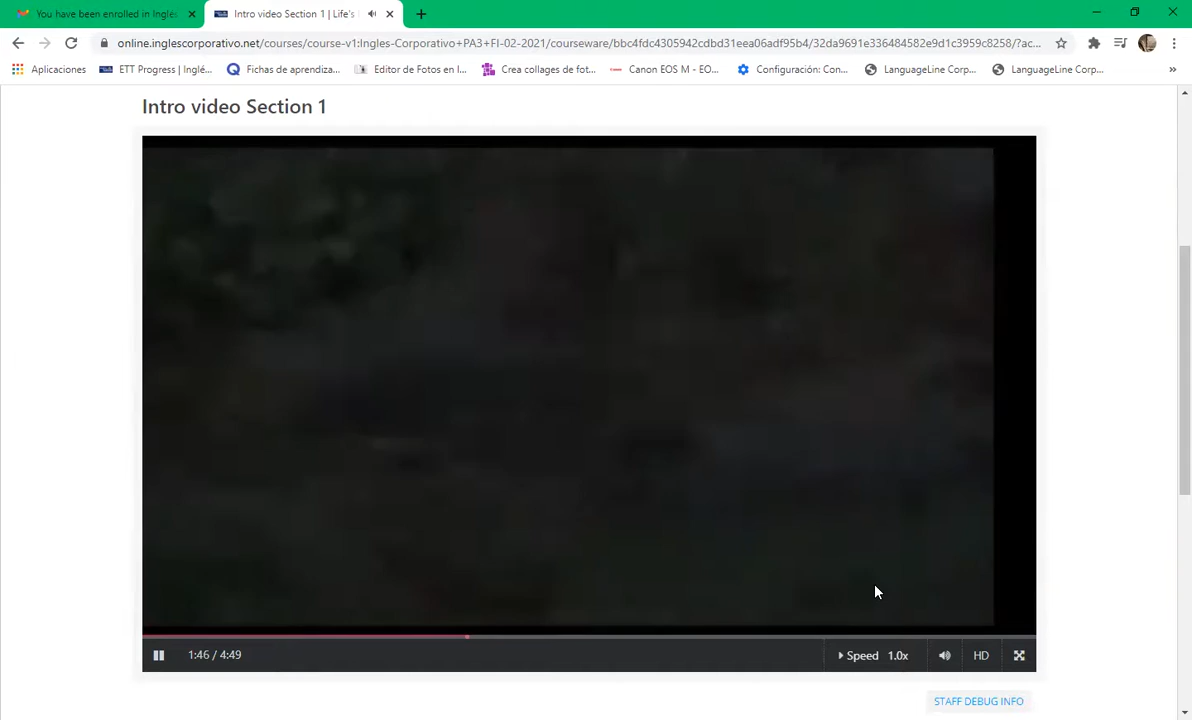 You have been enrolled in Inglés
Intro video Section 1 | Life's
online.inglescorporativo.net/courses/course-v1:Ingles-Corporativo+PA3+FI-02-2021/courseware/bbc4fdc4305942cdbd31eea06adf95b4/32da9691e336484582e9d1c3959c8258/?ac...
Aplicaciones
ETT Progress | Inglé...
Fichas de aprendiza...
Editor de Fotos en l...
Crea collages de fot...
Canon EOS M - EO...
Configuración: Con...
LanguageLine Corp...
LanguageLine Corp...
Intro video Section 1
1:46 / 4:49
Speed 1.0x
HD
STAFF DEBUG INFO